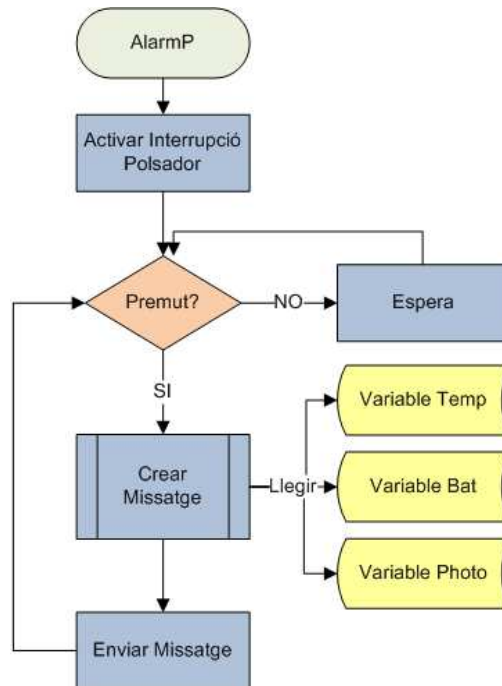 AlarmP
Activar Interrupció
Polsador
Premut?
NO
Espera
SI
Crear
Missatge
Llegir
Variable Temp
Variable Bat
Variable Photo
Enviar Missatge